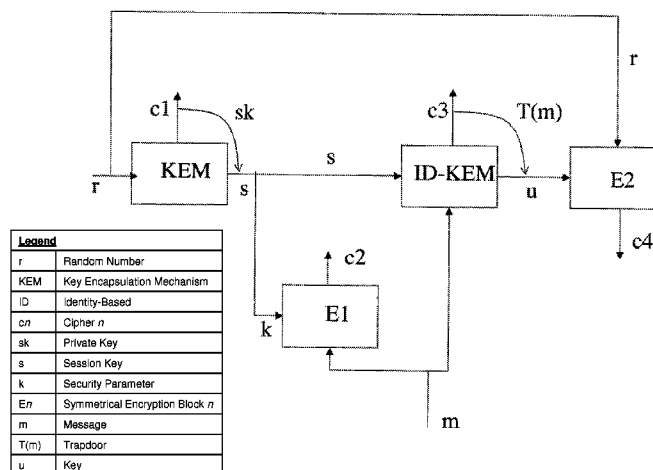 r
c1
sk
c3
T(m)
KEM
s
ID-KEM
E2
r
s
u
c4
c2
k
E1
m
Legend
r Random Number
KEM Key Encapsulation Mechanism
ID Identity-Based
cn Cipher n
sk Private Key
s Session Key
k Security Parameter
En Symmetrical Encryption Block n
m Message
T(m) Trapdoor
u Key